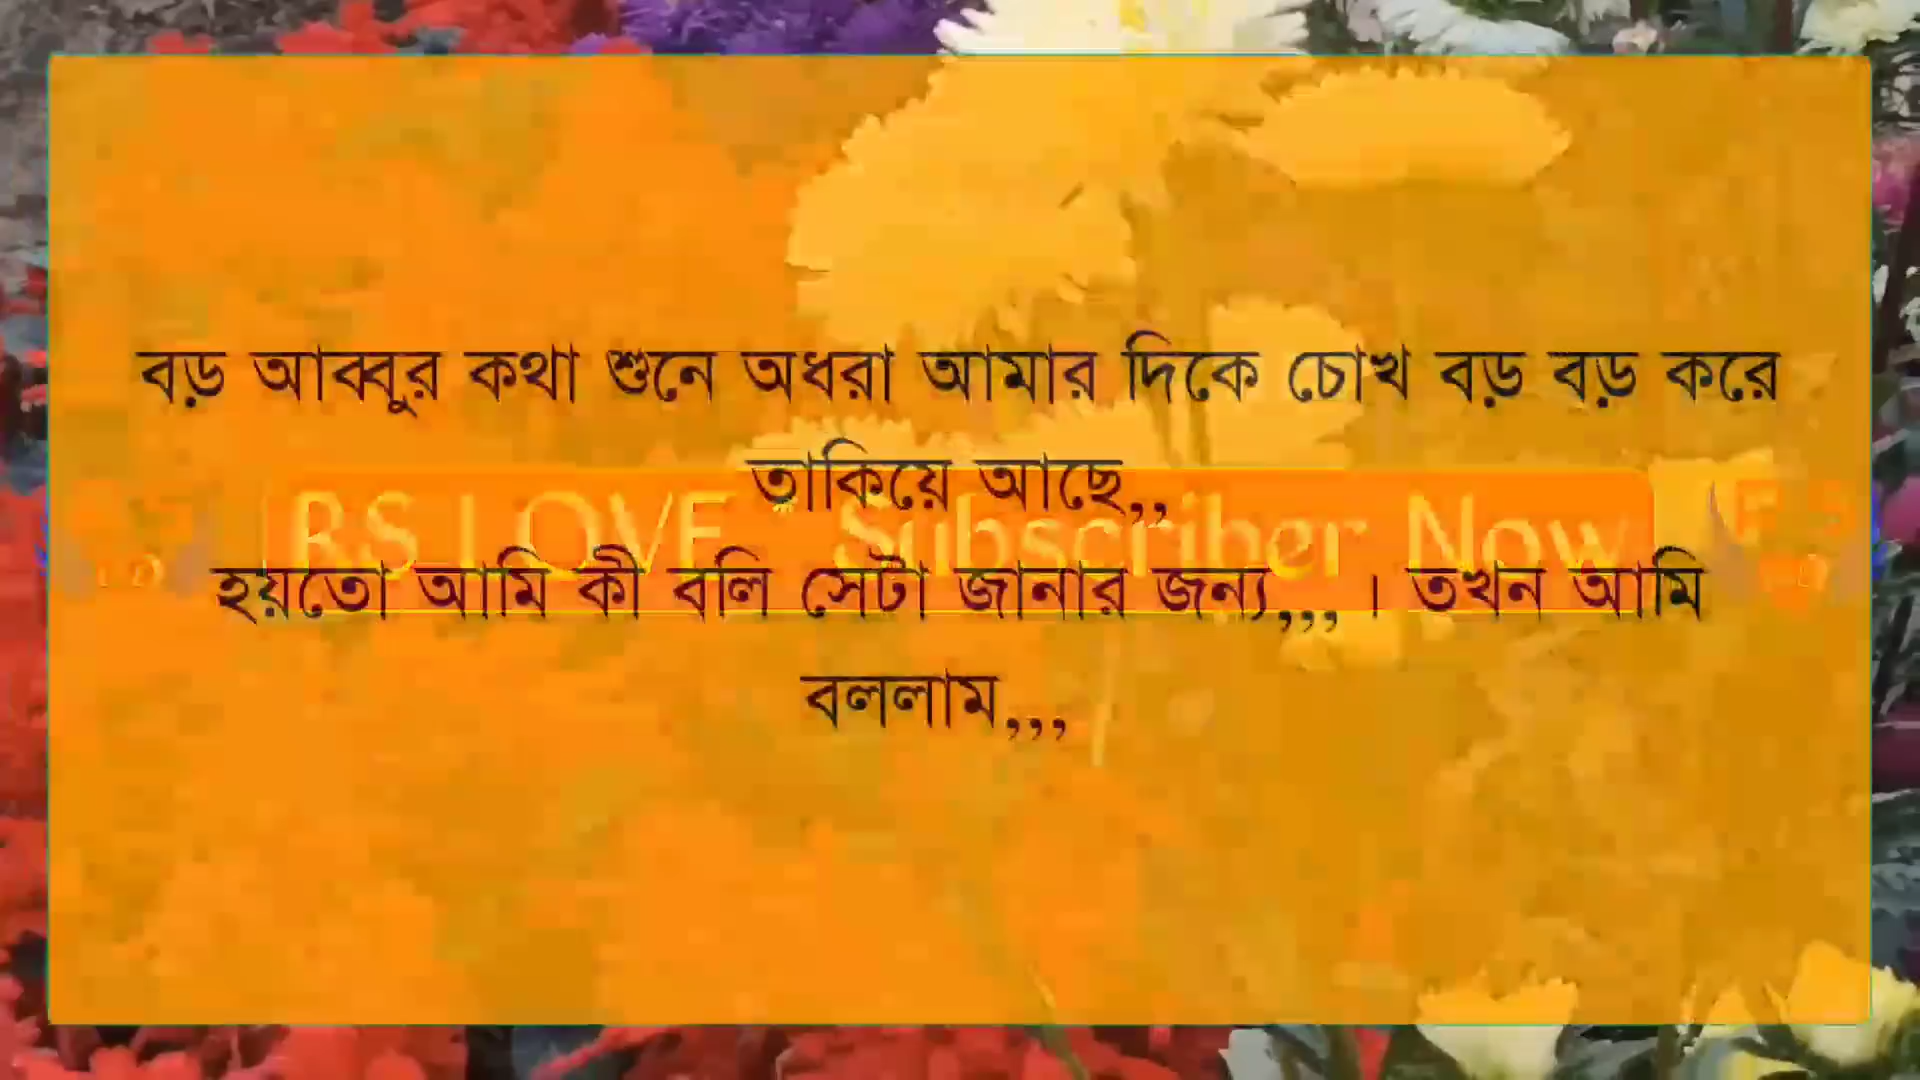 বড় আব্বুর কথা শুনে অধরা আমার দিকে চোখ বড় বড় করে
তাকিয়ে আছে,,
RS LOVE * Subscriber Now
হয়তো আমি কী বলি সেটা জানার জন্য,,, । তখন আমি
বললাম,,,